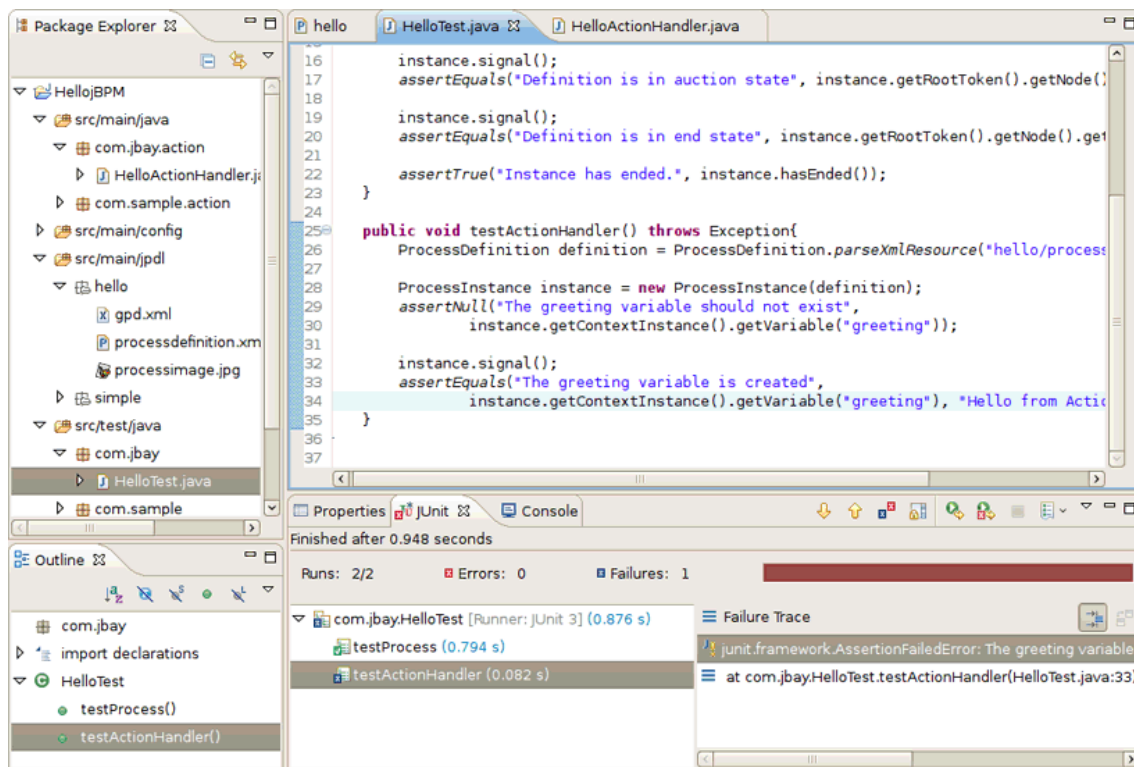 Package Explorer
HellojBPM
src/main/java
com.jbay.action
HelloActionHandler.ja
com.sample.action
src/main/config
src/main/jpdl
hello
gpd.xml
processdefinition.xm
processimage.jpg
simple
src/test/java
com.jbay
HelloTest.java
com.sample
Outline
com.jbay
import declarations
HelloTest
testProcess()
testActionHandler()
hello HelloTest.java HelloActionHandler.java
16 instance.signal();
17 assertEquals("Definition is in auction state", instance.getRootToken().getNode()
18
19 instance.signal();
20 assertEquals("Definition is in end state", instance.getRootToken().getNode().get
21
22 assertTrue("Instance has ended.", instance.hasEnded());
23 }
24
25 public void testActionHandler() throws Exception{
26 ProcessDefinition definition = ProcessDefinition.parseXmlResource("hello/process
27
28 ProcessInstance instance = new ProcessInstance(definition);
29 assertNull("The greeting variable should not exist",
30 instance.getContextInstance().getVariable("greeting"));
31
32 instance.signal();
33 assertEquals("The greeting variable is created",
34 instance.getContextInstance().getVariable("greeting"), "Hello from Actio
35 }
36
37
Properties JUnit Console
Finished after 0.948 seconds
Runs: 2/2 Errors: 0 Failures: 1
com.jbay.HelloTest [Runner: JUnit 3] (0.876 s)
testProcess (0.794 s)
testActionHandler (0.082 s)
Failure Trace
junit.framework.AssertionFailedError: The greeting variable
at com.jbay.HelloTest.testActionHandler(HelloTest.java:33)